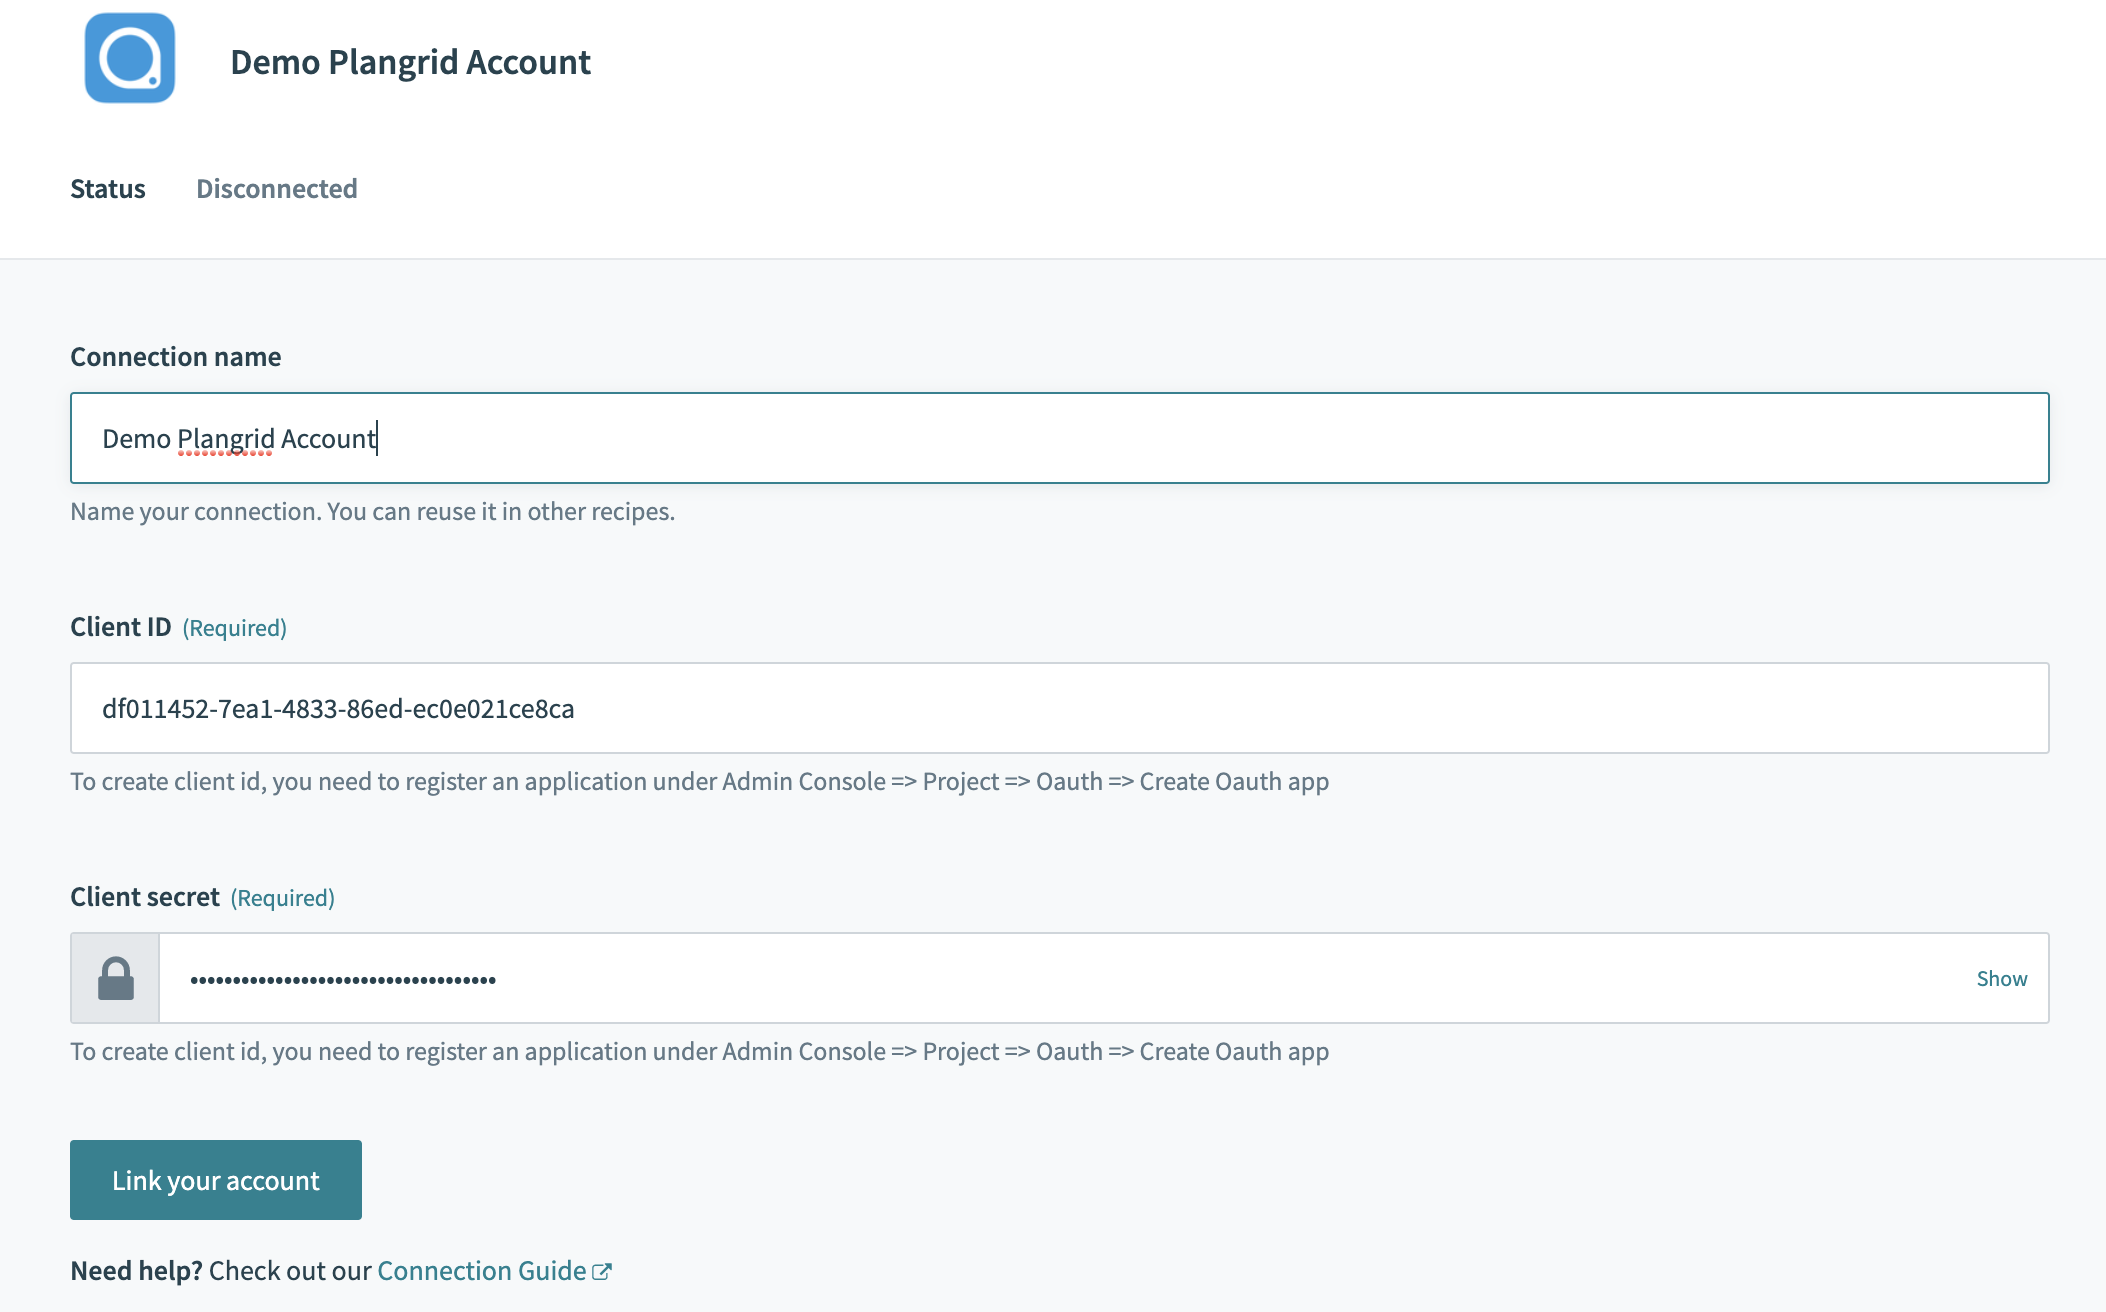 Demo Plangrid Account
Status Disconnected
Connection name
Demo Plangrid Account
Name your connection. You can reuse it in other recipes.
Client ID (Required)
df011452-7ea1-4833-86ed-ec0e021ce8ca
To create client id, you need to register an application under Admin Console => Project => Oauth => Create Oauth app
Client secret (Required)
••••••••••••••••••••••••••••••••••••
Show
To create client id, you need to register an application under Admin Console => Project => Oauth => Create Oauth app
Link your account
Need help? Check out our Connection Guide